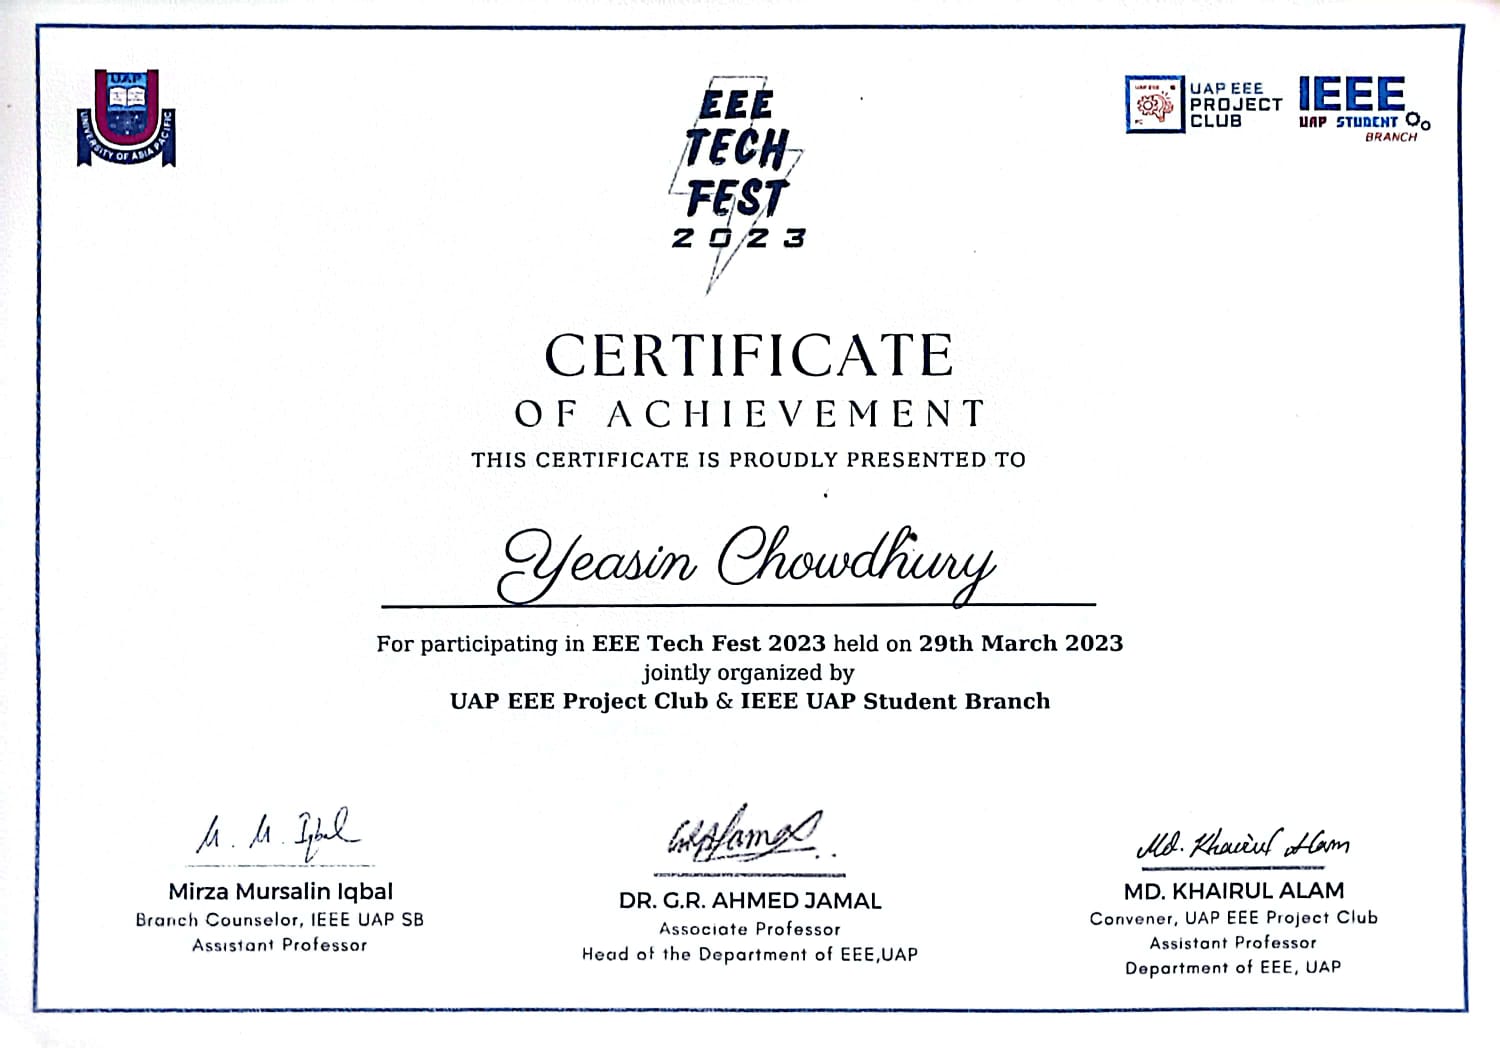 UAP
UNIVERSITY OF ASIA PACIFIC
EEE
TECH
FEST
2023
UAP EEE
PROJECT
CLUB
IEEE
UAP STUDENT
BRANCH
CERTIFICATE
OF ACHIEVEMENT
THIS CERTIFICATE IS PROUDLY PRESENTED TO
Yeasin Chowdhury
For participating in EEE Tech Fest 2023 held on 29th March 2023
jointly organized by
UAP EEE Project Club & IEEE UAP Student Branch
M. M. Iqbal
Mirza Mursalin Iqbal
Branch Counselor, IEEE UAP SB
Assistant Professor
DR. G.R. AHMED JAMAL
Associate Professor
Head of the Department of EEE,UAP
Md. Khairul Alam
MD. KHAIRUL ALAM
Convener, UAP EEE Project Club
Assistant Professor
Department of EEE, UAP